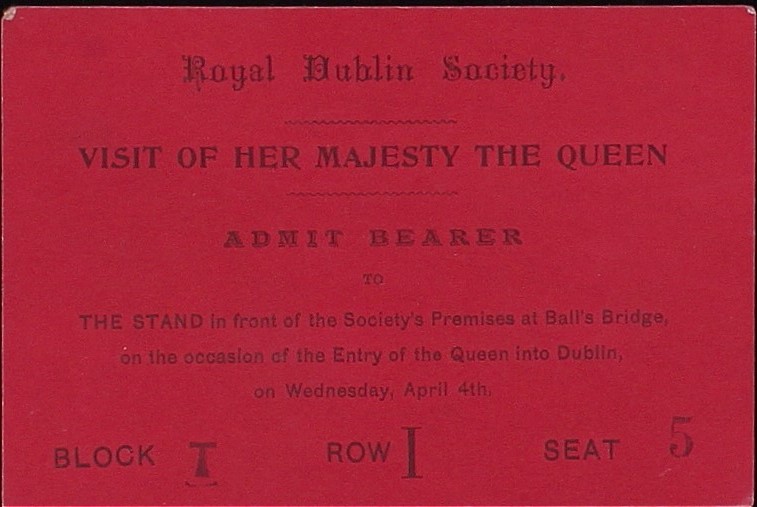 Royal Dublin Society.
VISIT OF HER MAJESTY THE QUEEN
ADMIT BEARER
TO
THE STAND in front of the Society's Premises at Ball's Bridge,
on the occasion of the Entry of the Queen into Dublin,
on Wednesday, April 4th.
BLOCK T ROW I SEAT 5